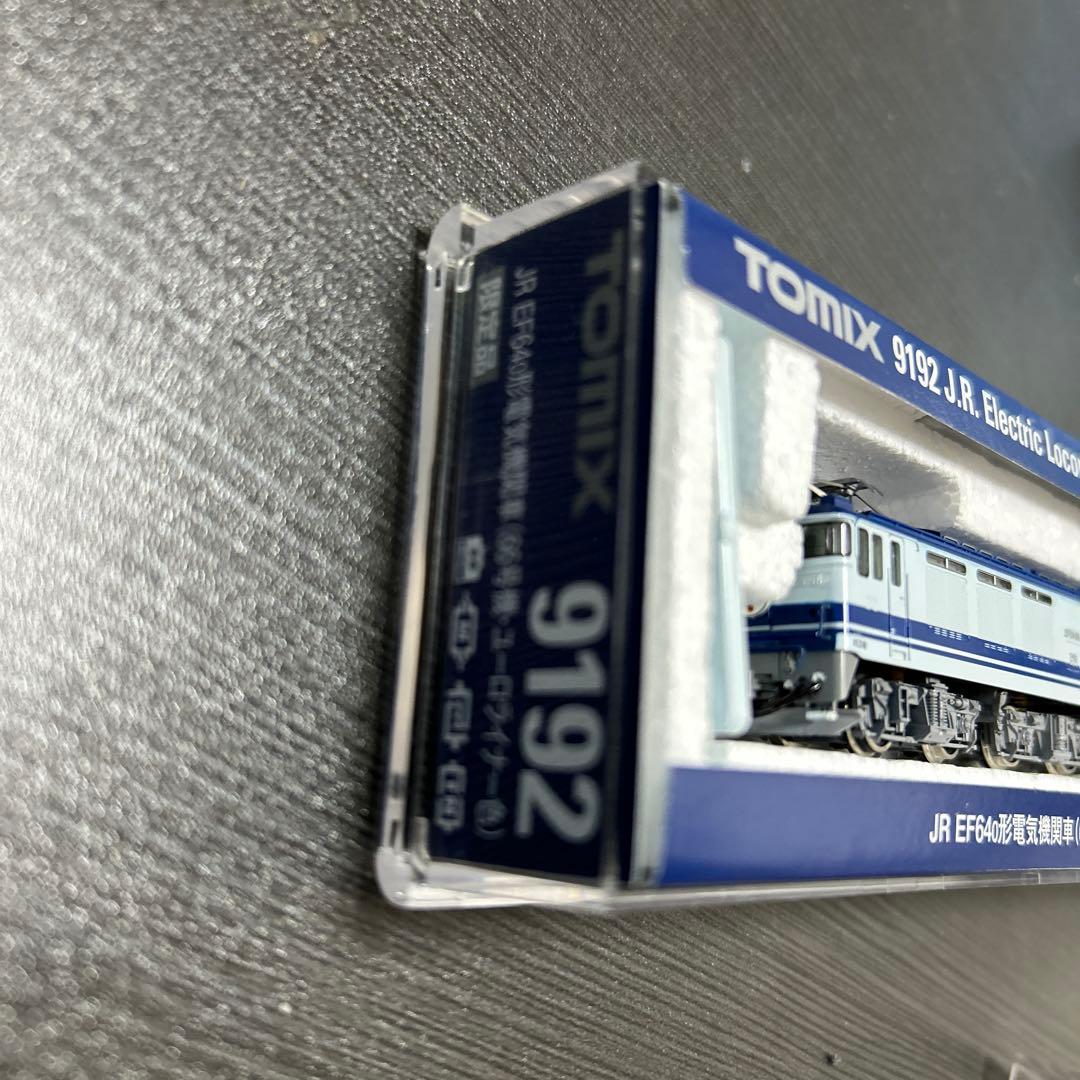 TOMIX 9192 J.R. Electric Loco
JR EF64 0形電気機関車(
TOMIX 9192
JR EF64 0形電気機関車(66号機・ユーロライナー色)
限定品